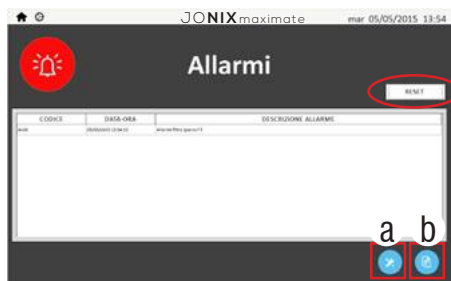 JONIXmaximate mar 05/05/2015 13:54
Allarmi
RESET
CODICE DATA-ORA DESCRIZIONE ALLARME
a b